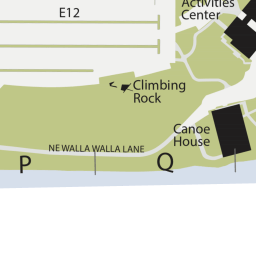 Activities
Center
E12
Climbing
Rock
Canoe
House
NE WALLA WALLA LANE
P
Q